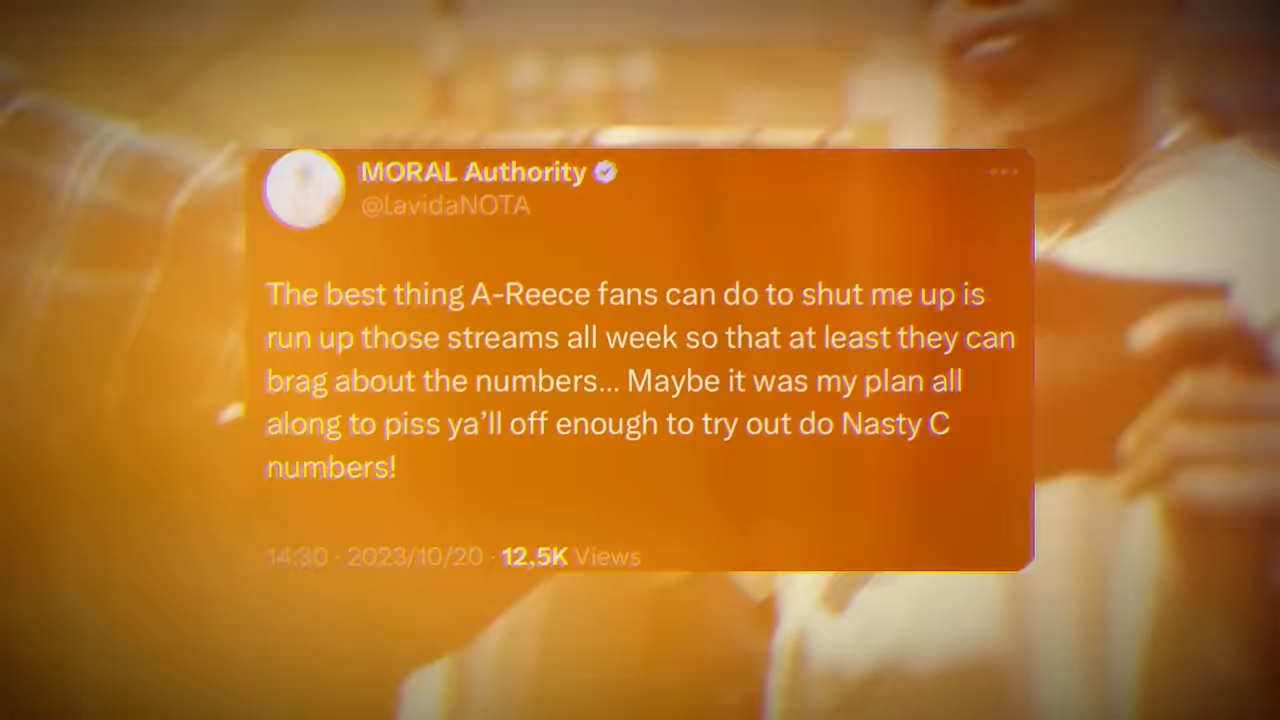 MORAL Authority
@lavidaNOTA
The best thing A-Reece fans can do to shut me up is
run up those streams all week so that at least they can
brag about the numbers... Maybe it was my plan all
along to piss ya’ll off enough to try out do Nasty C
numbers!
14:30 · 2023/10/20 · 12,5K Views